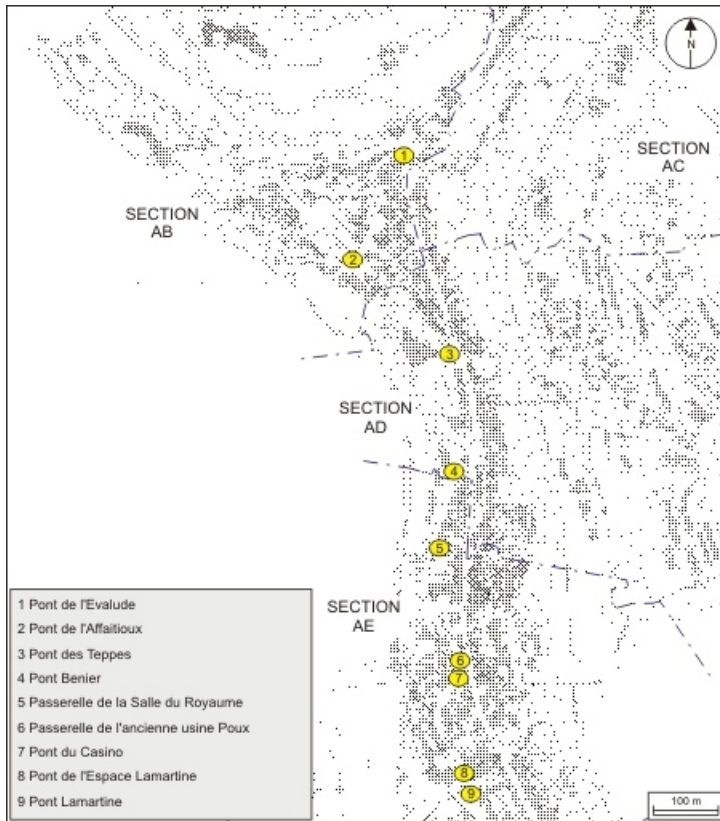 N
1
SECTION
AC
SECTION
AB
2
3
SECTION
AD
4
5
SECTION
AE
6
7
8
9
1 Pont de l'Evalude
2 Pont de l'Affaitioux
3 Pont des Teppes
4 Pont Benier
5 Passerelle de la Salle du Royaume
6 Passerelle de l'ancienne usine Poux
7 Pont du Casino
8 Pont de l'Espace Lamartine
9 Pont Lamartine
100 m